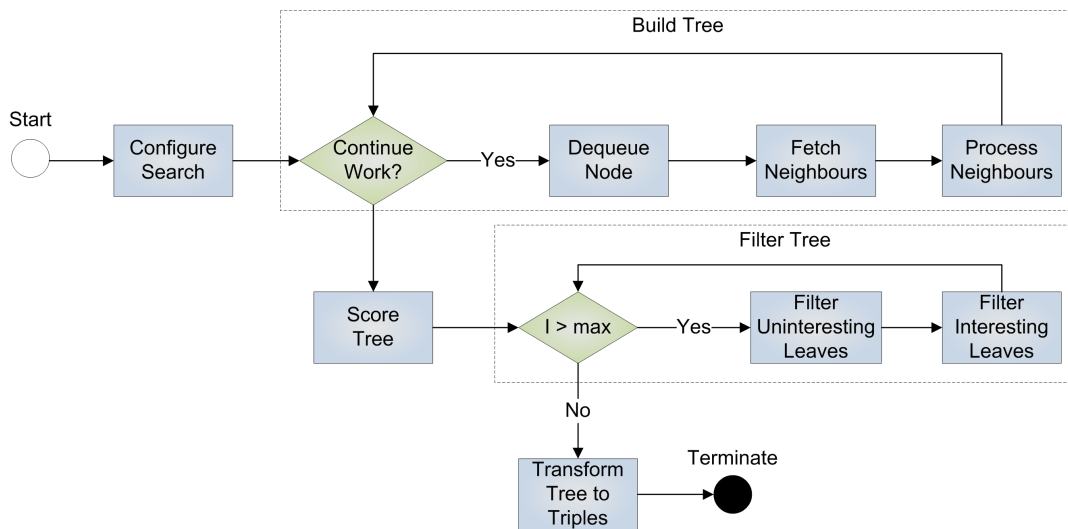 Build Tree
Start
Configure
Search
Continue
Work?
Yes
Dequeue
Node
Fetch
Neighbours
Process
Neighbours
Filter Tree
Score
Tree
I > max
Yes
Filter
Uninteresting
Leaves
Filter
Interesting
Leaves
No
Transform
Tree to
Triples
Terminate